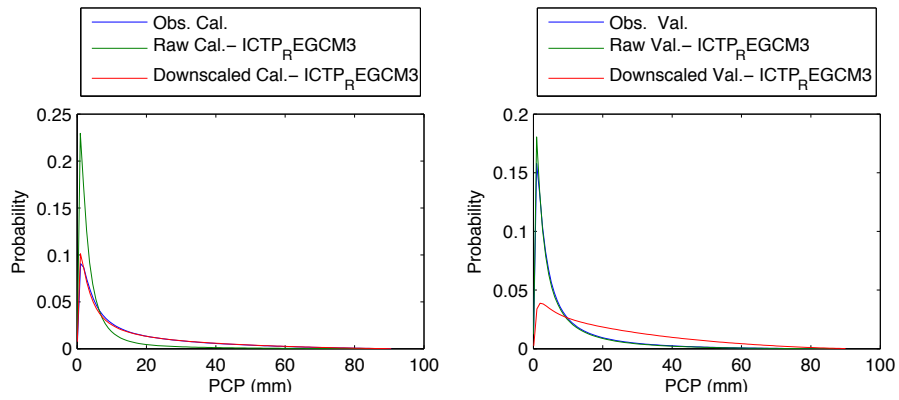 Obs. Cal.
Raw Cal.- ICTP_REGCM3
Downscaled Cal.- ICTP_REGCM3
0.25
0.2
0.15
0.1
0.05
0
0 20 40 60 80 100
Probability
PCP (mm)
Obs. Val.
Raw Val.- ICTP_REGCM3
Downscaled Val.- ICTP_REGCM3
0.2
0.15
0.1
0.05
0
0 20 40 60 80 100
Probability
PCP (mm)